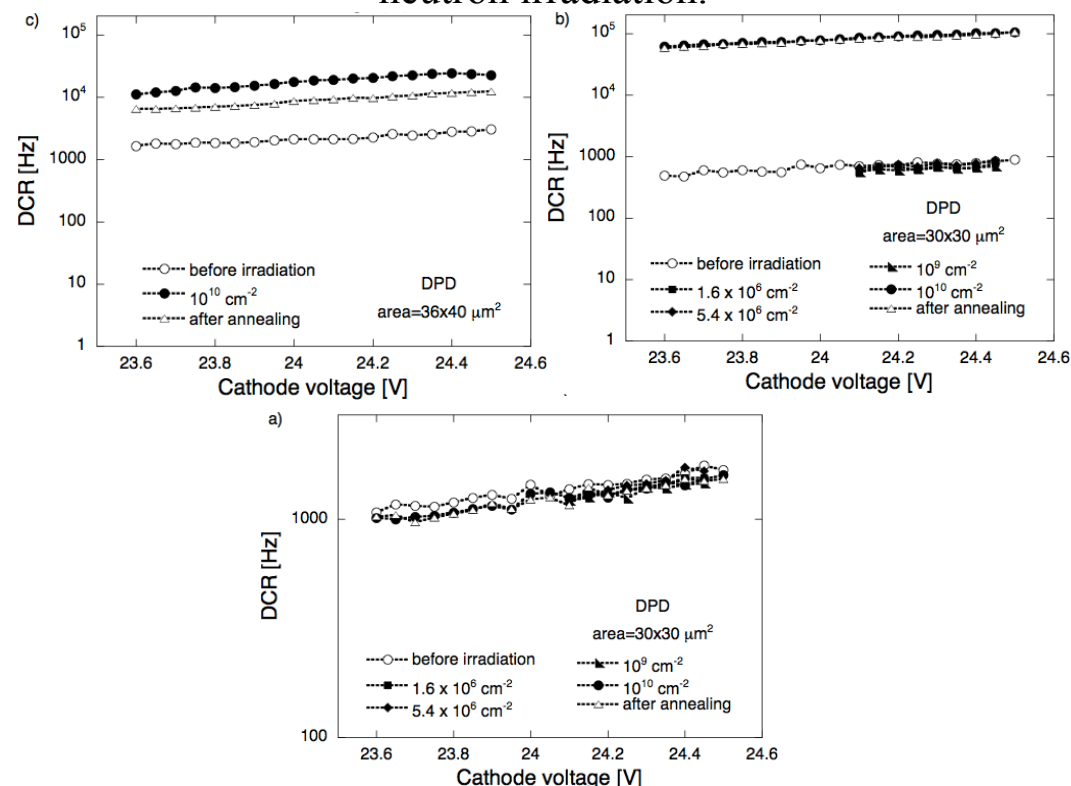 neutron irradiation.
c)
10⁵
10⁴
1000
100
10
1
DCR [Hz]
before irradiation
10¹⁰ cm⁻²
after annealing
DPD
area=36x40 μm²
23.6 23.8 24 24.2 24.4 24.6
Cathode voltage [V]
b)
10⁵
10⁴
1000
100
10
1
DCR [Hz]
DPD
area=30x30 μm²
before irradiation
1.6 x 10⁶ cm⁻²
5.4 x 10⁶ cm⁻²
10⁹ cm⁻²
10¹⁰ cm⁻²
after annealing
23.6 23.8 24 24.2 24.4 24.6
Cathode voltage [V]
a)
1000
100
DCR [Hz]
DPD
area=30x30 μm²
before irradiation
1.6 x 10⁶ cm⁻²
5.4 x 10⁶ cm⁻²
10⁹ cm⁻²
10¹⁰ cm⁻²
after annealing
23.6 23.8 24 24.2 24.4 24.6
Cathode voltage [V]